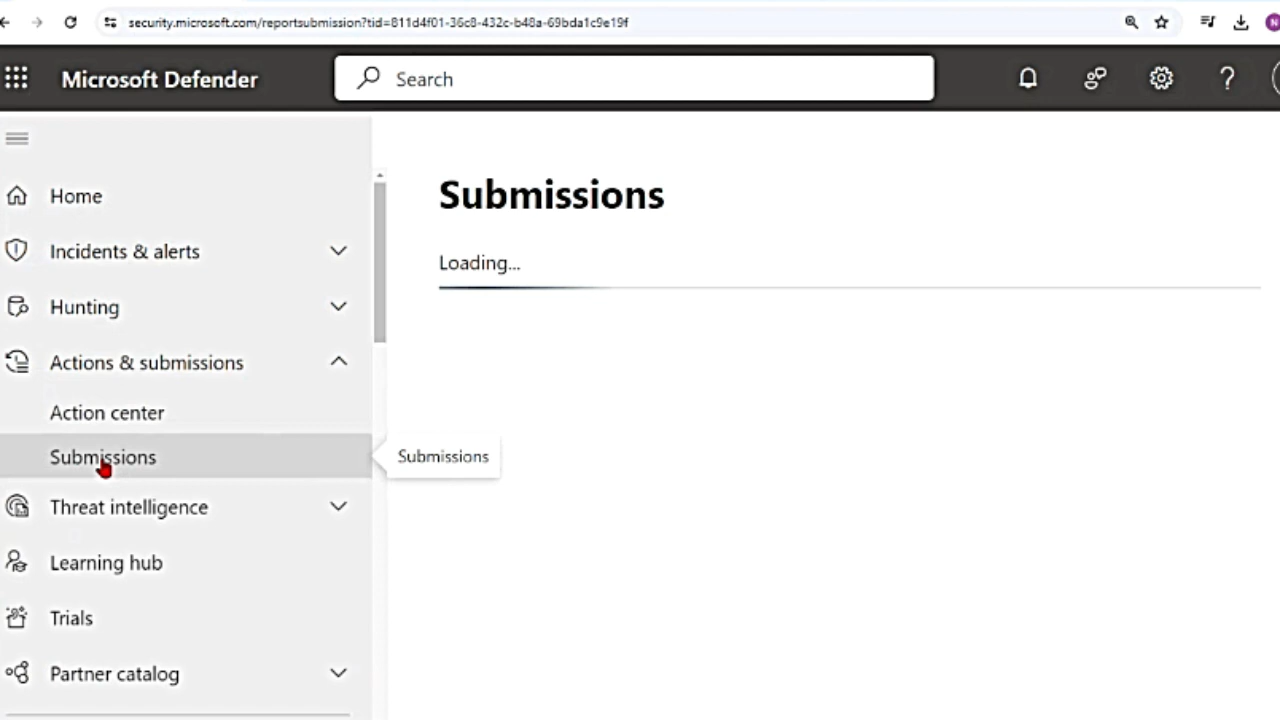 security.microsoft.com/reportsubmission?tid=811d4f01-36c8-432c-b48a-69bda1c9e19f
N
Microsoft Defender
Search
?
Home
Incidents & alerts
Hunting
Actions & submissions
Action center
Submissions
Threat intelligence
Learning hub
Trials
Partner catalog
Submissions
Submissions
Loading...